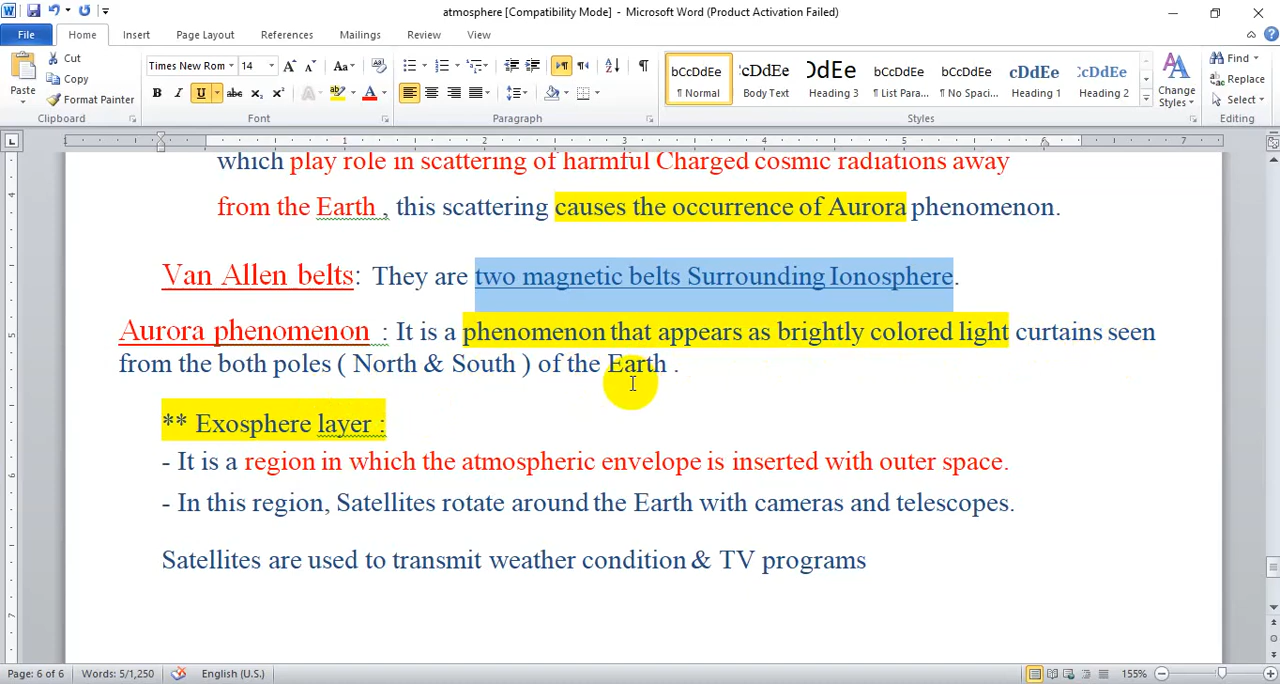 atmosphere [Compatibility Mode] - Microsoft Word (Product Activation Failed)
File Home Insert Page Layout References Mailings Review View
Paste
Cut
Copy
Format Painter
Clipboard
Times New Rom 14
Font
Paragraph
bCcDdEe
¶ Normal
cCcDdEe
Body Text
DdEe
Heading 3
bCcDdEe
¶ List Para...
bCcDdEe
¶ No Spaci...
cDdEe
Heading 1
CcDdEe
Heading 2
Change
Styles
Styles
Find
Replace
Select
Editing
which play role in scattering of harmful Charged cosmic radiations away
from the Earth , this scattering causes the occurrence of Aurora phenomenon.
Van Allen belts: They are two magnetic belts Surrounding Ionosphere.
Aurora phenomenon : It is a phenomenon that appears as brightly colored light curtains seen
from the both poles ( North & South ) of the Earth .
** Exosphere layer :
- It is a region in which the atmospheric envelope is inserted with outer space.
- In this region, Satellites rotate around the Earth with cameras and telescopes.
Satellites are used to transmit weather condition & TV programs
Page: 6 of 6 Words: 5/1,250 English (U.S.) 155%